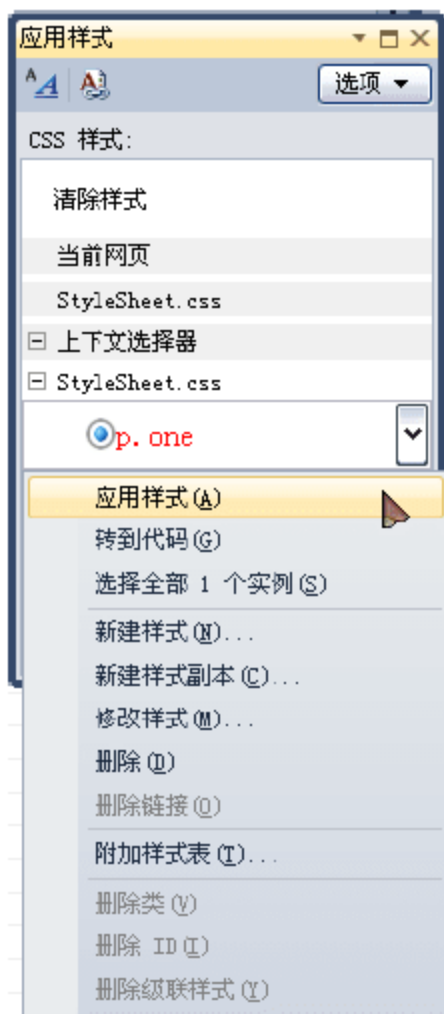 应用样式
选项
CSS 样式:
清除样式
当前网页
StyleSheet.css
上下文选择器
StyleSheet.css
p.one
应用样式(A)
转到代码(G)
选择全部 1 个实例(S)
新建样式(N)...
新建样式副本(C)...
修改样式(M)...
删除(D)
删除链接(O)
附加样式表(T)...
删除类(V)
删除 ID(I)
删除级联样式(Y)